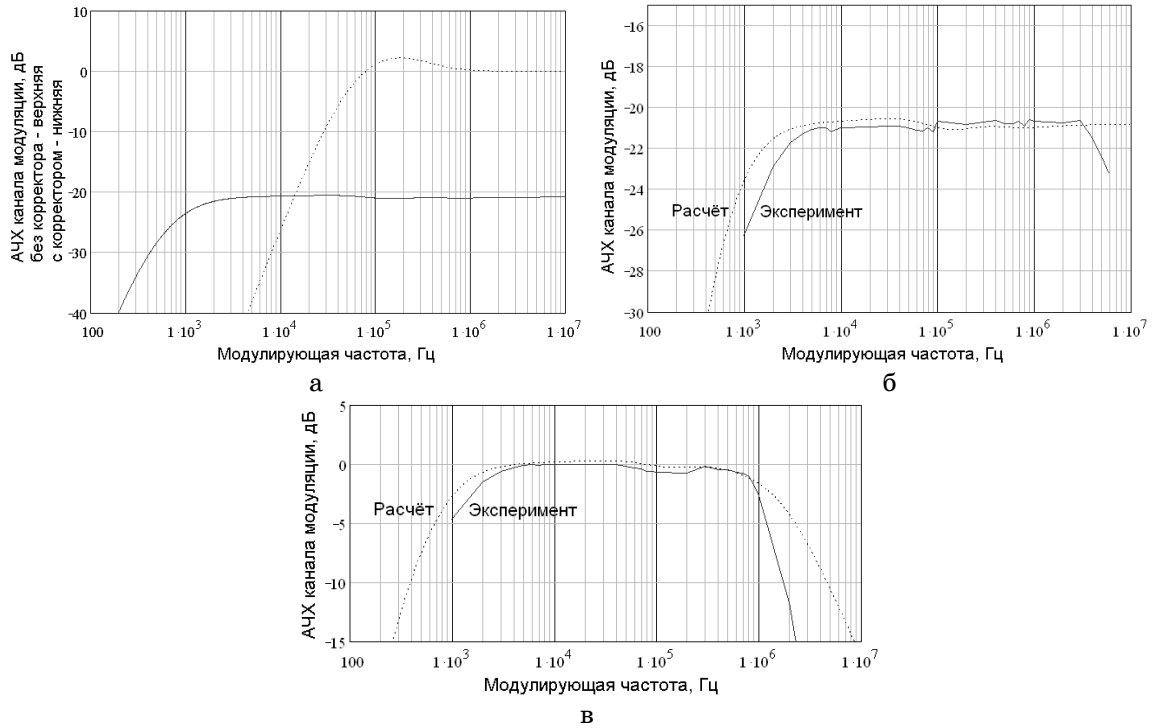 АЧХ канала модуляции, дБ
без корректора - верхняя
с корректором - нижняя
10
0
-10
-20
-30
-40
100
1·10³
1·10⁴
1·10⁵
1·10⁶
1·10⁷
Модулирующая частота, Гц
а
АЧХ канала модуляции, дБ
-16
-18
-20
-22
-24
-26
-28
-30
Расчёт
Эксперимент
100
1·10³
1·10⁴
1·10⁵
1·10⁶
1·10⁷
Модулирующая частота, Гц
б
АЧХ канала модуляции, дБ
5
0
-5
-10
-15
Расчёт
Эксперимент
100
1·10³
1·10⁴
1·10⁵
1·10⁶
1·10⁷
Модулирующая частота, Гц
в